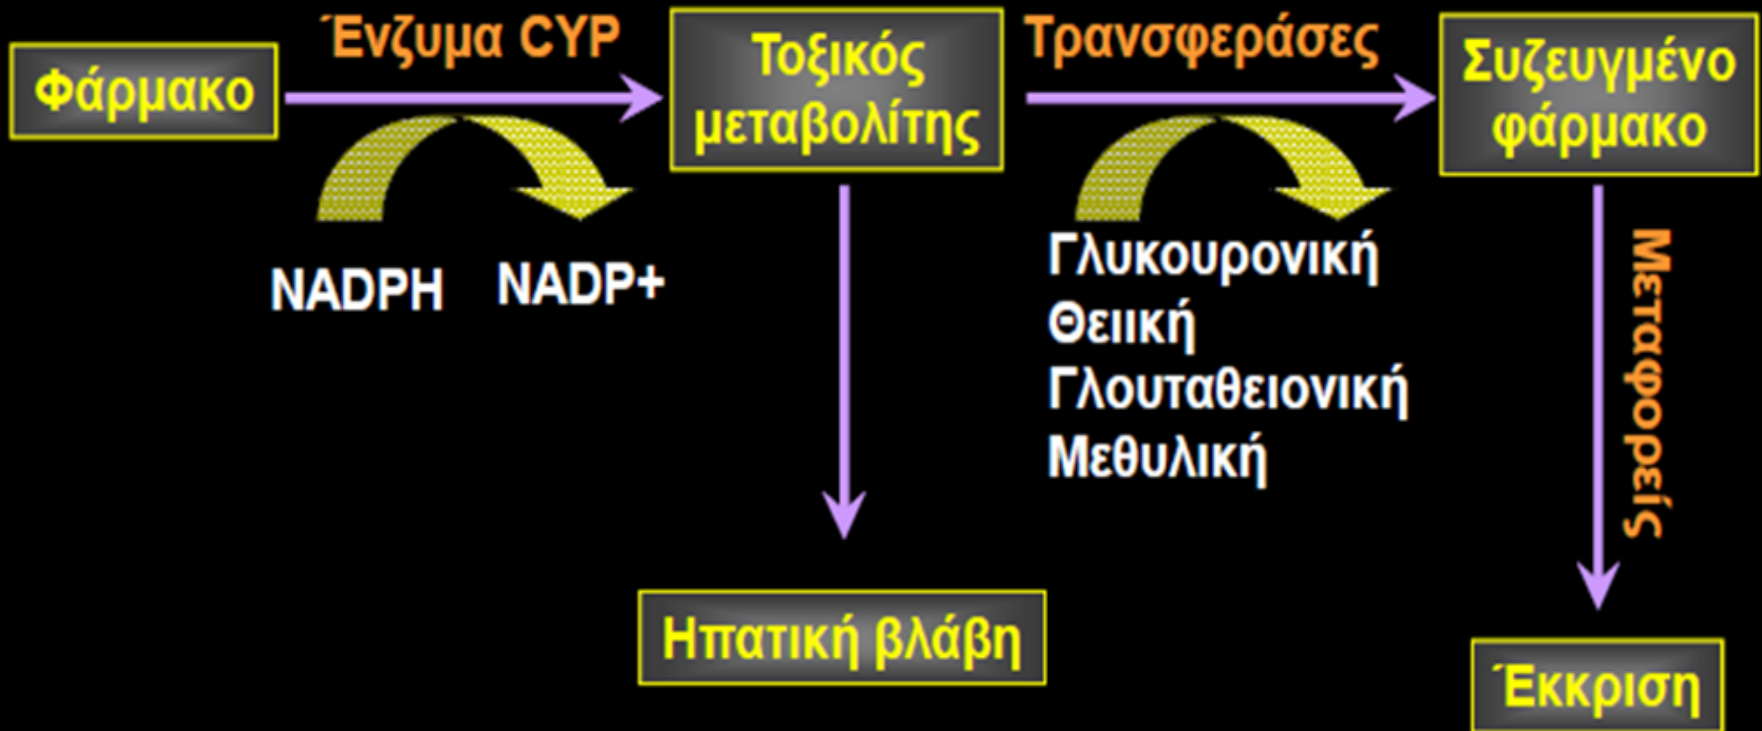 Φάρμακο
Ένζυμα CYP
Τοξικός
μεταβολίτης
Τρανσφεράσες
Συζευγμένο
φάρμακο
NADPH
NADP+
Γλυκουρονική
Θειική
Γλουταθειονική
Μεθυλική
Μεταφορείς
Ηπατική βλάβη
Έκκριση